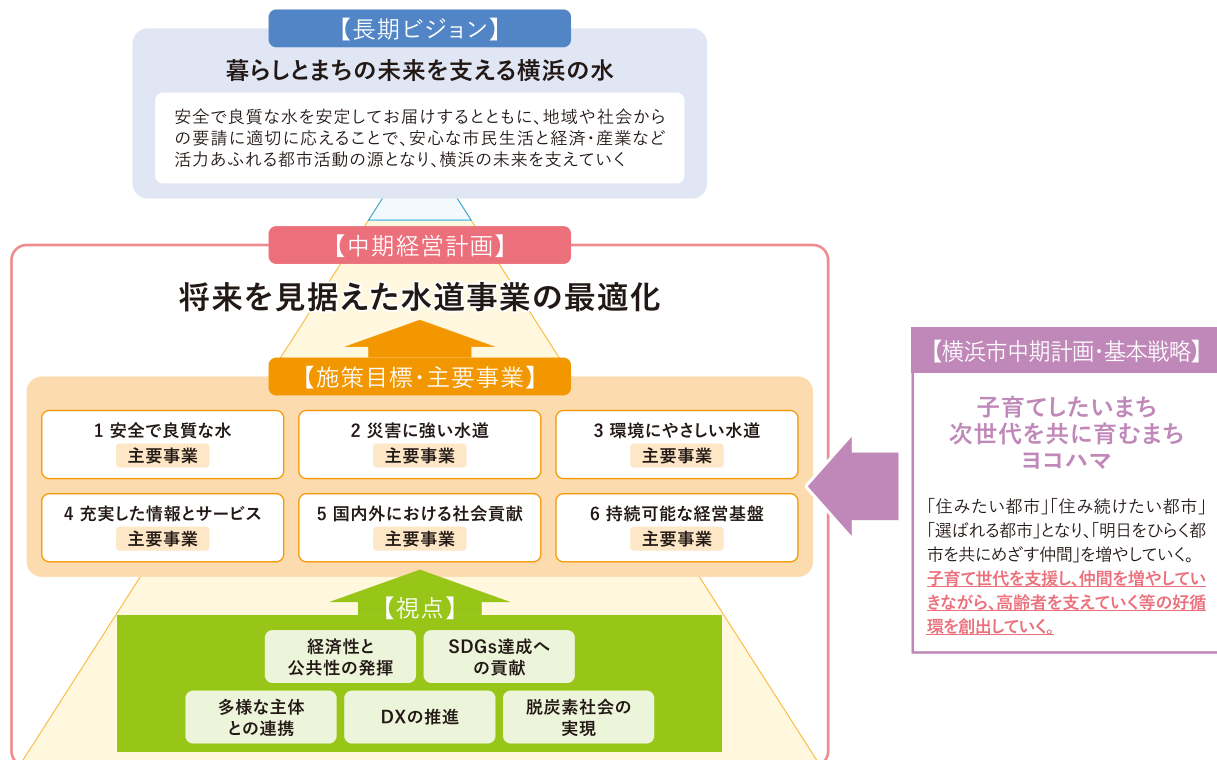 【長期ビジョン】
暮らしとまちの未来を支える横浜の水
安全で良質な水を安定してお届けするとともに、地域や社会から
の要請に適切に応えることで、安心な市民生活と経済・産業など
活力あふれる都市活動の源となり、横浜の未来を支えていく
【中期経営計画】
将来を見据えた水道事業の最適化
【施策目標・主要事業】
1 安全で良質な水
主要事業
2 災害に強い水道
主要事業
3 環境にやさしい水道
主要事業
4 充実した情報とサービス
主要事業
5 国内外における社会貢献
主要事業
6 持続可能な経営基盤
主要事業
【視点】
経済性と
公共性の発揮
SDGs達成へ
の貢献
多様な主体
との連携
DXの推進
脱炭素社会の
実現
【横浜市中期計画・基本戦略】
子育てしたいまち
次世代を共に育むまち
ヨコハマ
「住みたい都市」「住み続けたい都市」
「選ばれる都市」となり、「明日をひらく都
市を共にめざす仲間」を増やしていく。
子育て世代を支援し、仲間を増やしてい
きながら、高齢者を支えていく等の好循
環を創出していく。